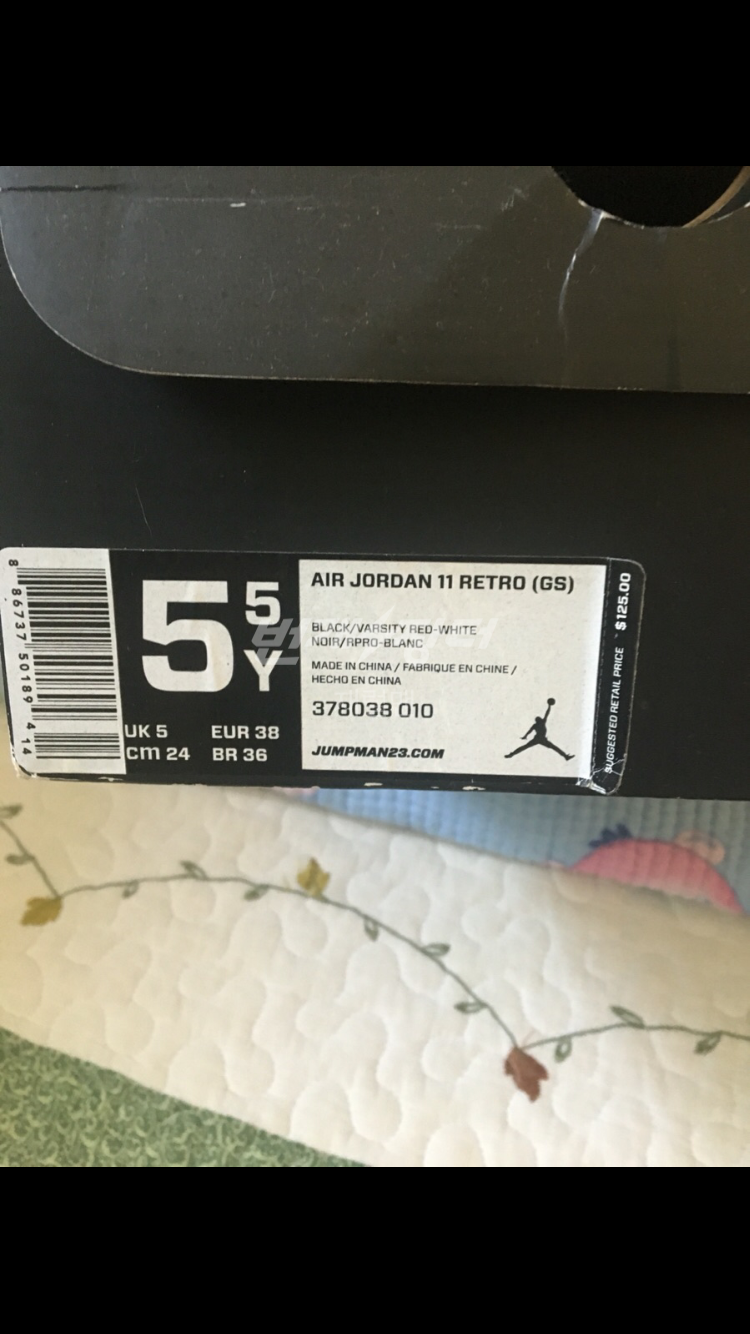 8 86737 50189 4 14
5 5 Y
UK 5 EUR 38
cm 24 BR 36
AIR JORDAN 11 RETRO (GS)
BLACK/VARSITY RED-WHITE
NOIR/RPRO-BLANC
MADE IN CHINA / FABRIQUE EN CHINE /
HECHO EN CHINA
378038 010
JUMPMAN23.COM
SUGGESTED RETAIL PRICE $125.00